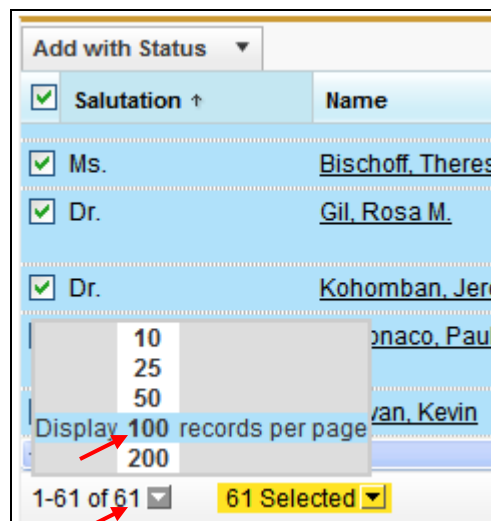 Add with Status
Salutation Name
Ms. Bischoff, Theres
Dr. Gil, Rosa M.
Dr. Kohomban, Jer
10 onaco, Paul
25
50
van, Kevin
Display 100 records per page
200
1-61 of 61 61 Selected